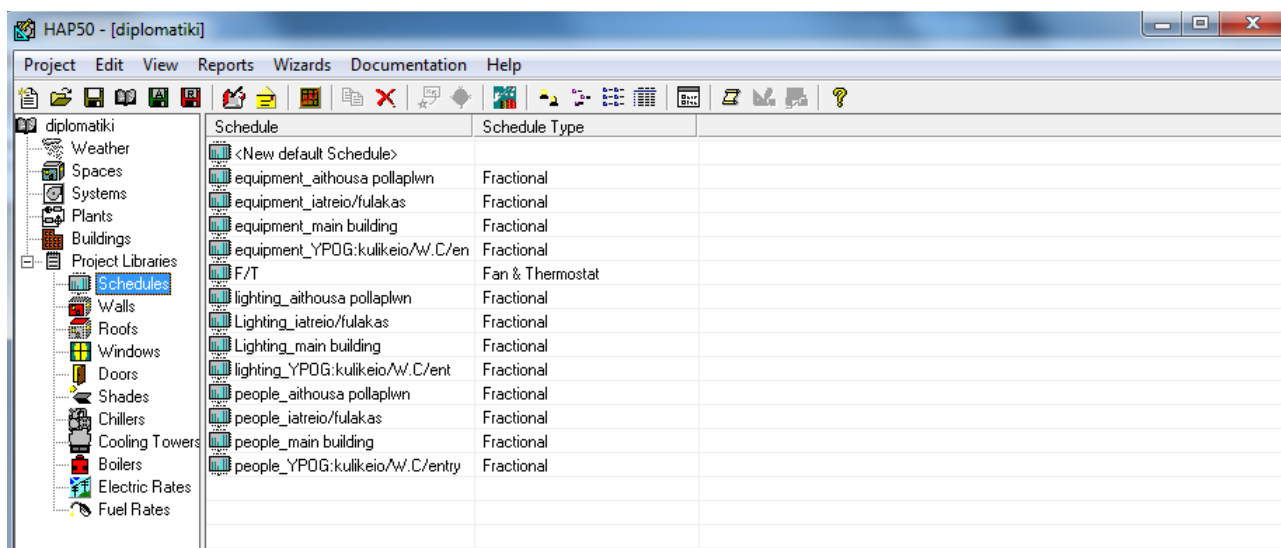 HAP50 - [diplomatiki]
Project Edit View Reports Wizards Documentation Help
diplomatiki
Weather
Spaces
Systems
Plants
Buildings
Project Libraries
Schedules
Walls
Roofs
Windows
Doors
Shades
Chillers
Cooling Towers
Boilers
Electric Rates
Fuel Rates
Schedule Schedule Type
<New default Schedule>
equipment_aithousa pollaplwn Fractional
equipment_iatreio/fulakas Fractional
equipment_main building Fractional
equipment_YPOG:kulikeio/W.C/en Fractional
F/T Fan & Thermostat
lighting_aithousa pollaplwn Fractional
Lighting_iatreio/fulakas Fractional
Lighting_main building Fractional
lighting_YPOG:kulikeio/W.C/ent Fractional
people_aithousa pollaplwn Fractional
people_iatreio/fulakas Fractional
people_main building Fractional
people_YPOG:kulikeio/W.C/entry Fractional